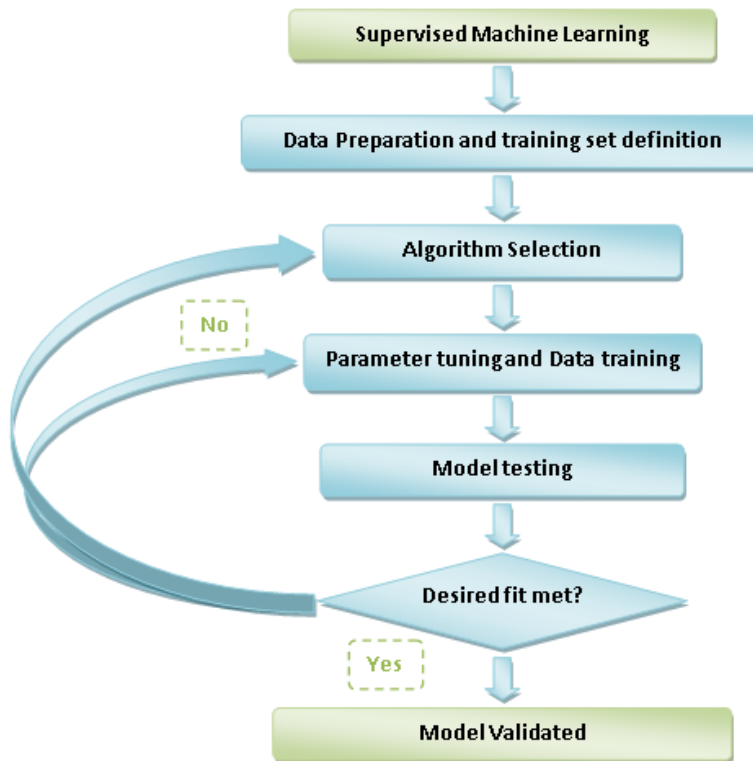 Supervised Machine Learning
Data Preparation and training set definition
Algorithm Selection
No
Parameter tuning and Data training
Model testing
Desired fit met?
Yes
Model Validated